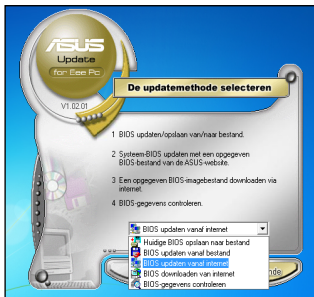 ASUS
Update
for Eee Pc
V1.02.01
De updatemethode selecteren
1 BIOS updaten/opslaan van/naar bestand.
2 Systeem-BIOS updaten met een opgegeven
BIOS-bestand van de ASUS-website.
3 Een opgegeven BIOS-imagebestand downloaden via
internet.
4 BIOS-gegevens controleren.
BIOS updaten vanaf internet
Huidige BIOS opslaan naar bestand
BIOS updaten vanaf bestand
BIOS updaten vanaf internet
BIOS downloaden van internet
BIOS-gegevens controleren